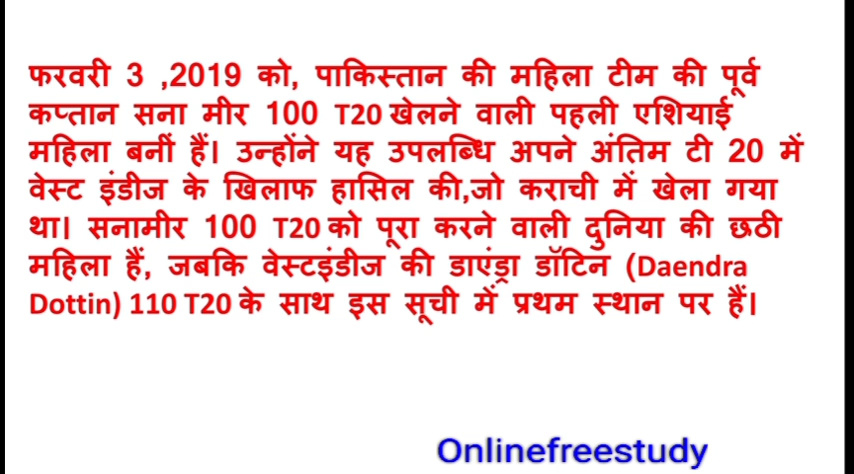 फरवरी 3 ,2019 को, पाकिस्तान की महिला टीम की पूर्व
कप्तान सना मीर 100 T20 खेलने वाली पहली एशियाई
महिला बनीं हैं। उन्होंने यह उपलब्धि अपने अंतिम टी 20 में
वेस्ट इंडीज के खिलाफ हासिल की,जो कराची में खेला गया
था। सनामीर 100 T20 को पूरा करने वाली दुनिया की छठी
महिला हैं, जबकि वेस्टइंडीज की डाएंड्रा डॉटिन (Daendra
Dottin) 110 T20 के साथ इस सूची में प्रथम स्थान पर हैं।
Onlinefreestudy